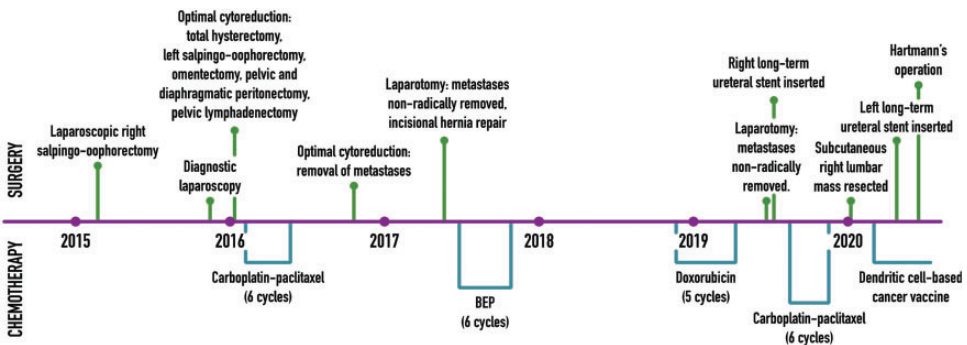 SURGERY
Laparoscopic right
salpingo-oophorectomy
Diagnostic
laparoscopy
Optimal cytoreduction:
total hysterectomy,
left salpingo-oophorectomy,
omentectomy, pelvic and
diaphragmatic peritonectomy,
pelvic lymphadenectomy
Optimal cytoreduction:
removal of metastases
Laparotomy: metastases
non-radically removed,
incisional hernia repair
Right long-term
ureteral stent inserted
Laparotomy:
metastases
non-radically
removed.
Subcutaneous
right lumbar
mass resected
Left long-term
ureteral stent inserted
Hartmann's
operation
2015
2016
2017
2018
2019
2020
CHEMOTHERAPY
Carboplatin-paclitaxel
(6 cycles)
BEP
(6 cycles)
Doxorubicin
(5 cycles)
Carboplatin-paclitaxel
(6 cycles)
Dendritic cell-based
cancer vaccine